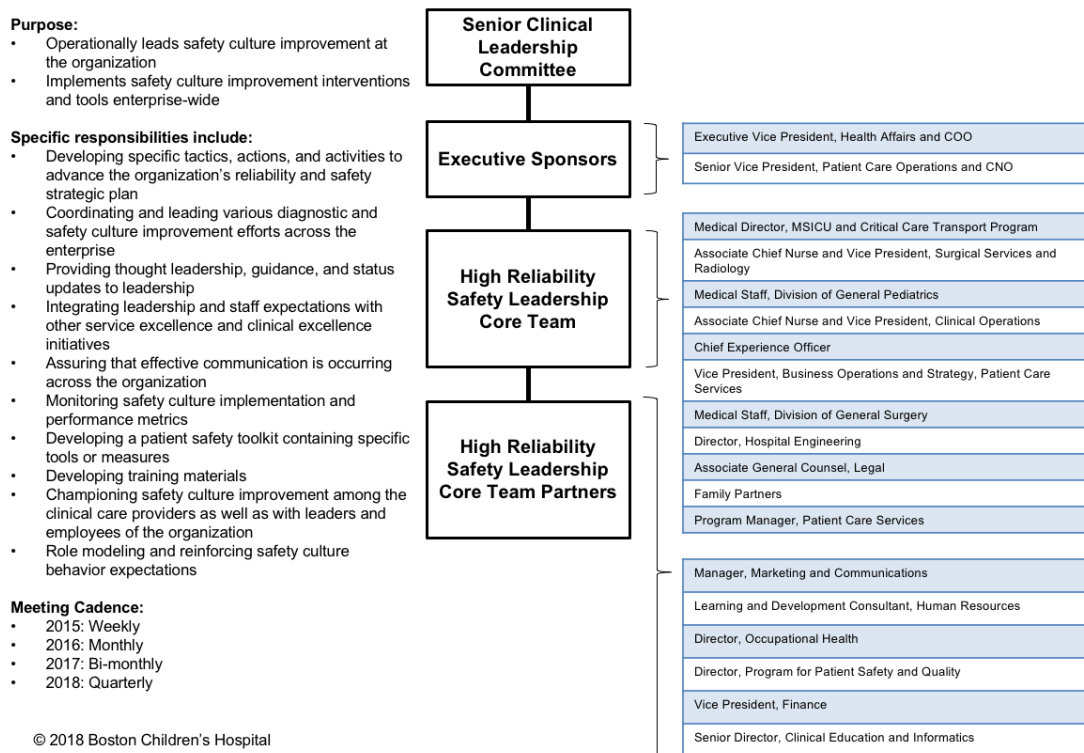 Purpose:
• Operationally leads safety culture improvement at
the organization
• Implements safety culture improvement interventions
and tools enterprise-wide
Specific responsibilities include:
• Developing specific tactics, actions, and activities to
advance the organization's reliability and safety
strategic plan
• Coordinating and leading various diagnostic and
safety culture improvement efforts across the
enterprise
• Providing thought leadership, guidance, and status
updates to leadership
• Integrating leadership and staff expectations with
other service excellence and clinical excellence
initiatives
• Assuring that effective communication is occurring
across the organization
• Monitoring safety culture implementation and
performance metrics
• Developing a patient safety toolkit containing specific
tools or measures
• Developing training materials
• Championing safety culture improvement among the
clinical care providers as well as with leaders and
employees of the organization
• Role modeling and reinforcing safety culture
behavior expectations
Meeting Cadence:
• 2015: Weekly
• 2016: Monthly
• 2017: Bi-monthly
• 2018: Quarterly
© 2018 Boston Children's Hospital
Senior Clinical
Leadership
Committee
Executive Sponsors
High Reliability
Safety Leadership
Core Team
High Reliability
Safety Leadership
Core Team Partners
Executive Vice President, Health Affairs and COO
Senior Vice President, Patient Care Operations and CNO
Medical Director, MSICU and Critical Care Transport Program
Associate Chief Nurse and Vice President, Surgical Services and
Radiology
Medical Staff, Division of General Pediatrics
Associate Chief Nurse and Vice President, Clinical Operations
Chief Experience Officer
Vice President, Business Operations and Strategy, Patient Care
Services
Medical Staff, Division of General Surgery
Director, Hospital Engineering
Associate General Counsel, Legal
Family Partners
Program Manager, Patient Care Services
Manager, Marketing and Communications
Learning and Development Consultant, Human Resources
Director, Occupational Health
Director, Program for Patient Safety and Quality
Vice President, Finance
Senior Director, Clinical Education and Informatics